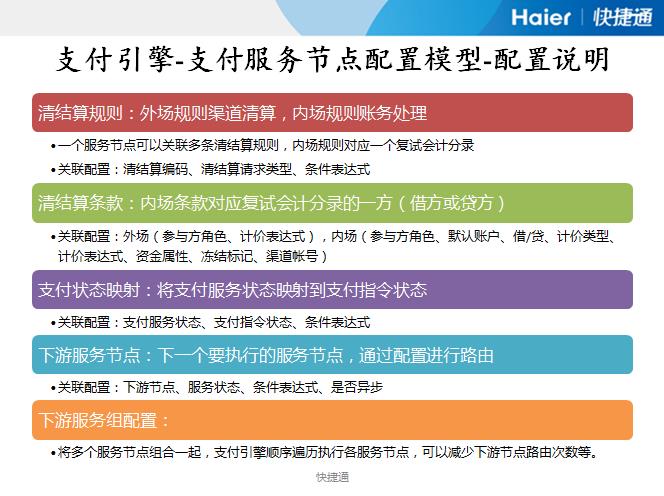 Haier 快捷通
支付引擎-支付服务节点配置模型-配置说明
清结算规则：外场规则渠道清算，内场规则账务处理
•一个服务节点可以关联多条清结算规则，内场规则对应一个复试会计分录
•关联配置：清结算编码、清结算请求类型、条件表达式
清结算条款：内场条款对应复试会计分录的一方（借方或贷方）
•关联配置：外场（参与方角色、计价表达式），内场（参与方角色、默认账户、借/贷、计价类型、
计价表达式、资金属性、冻结标记、渠道帐号）
支付状态映射：将支付服务状态映射到支付指令状态
•关联配置：支付服务状态、支付指令状态、条件表达式
下游服务节点：下一个要执行的服务节点，通过配置进行路由
•关联配置：下游节点、服务状态、条件表达式、是否异步
下游服务组配置：
•将多个服务节点组合一起，支付引擎顺序遍历执行各服务节点，可以减少下游节点路由次数等。
快捷通